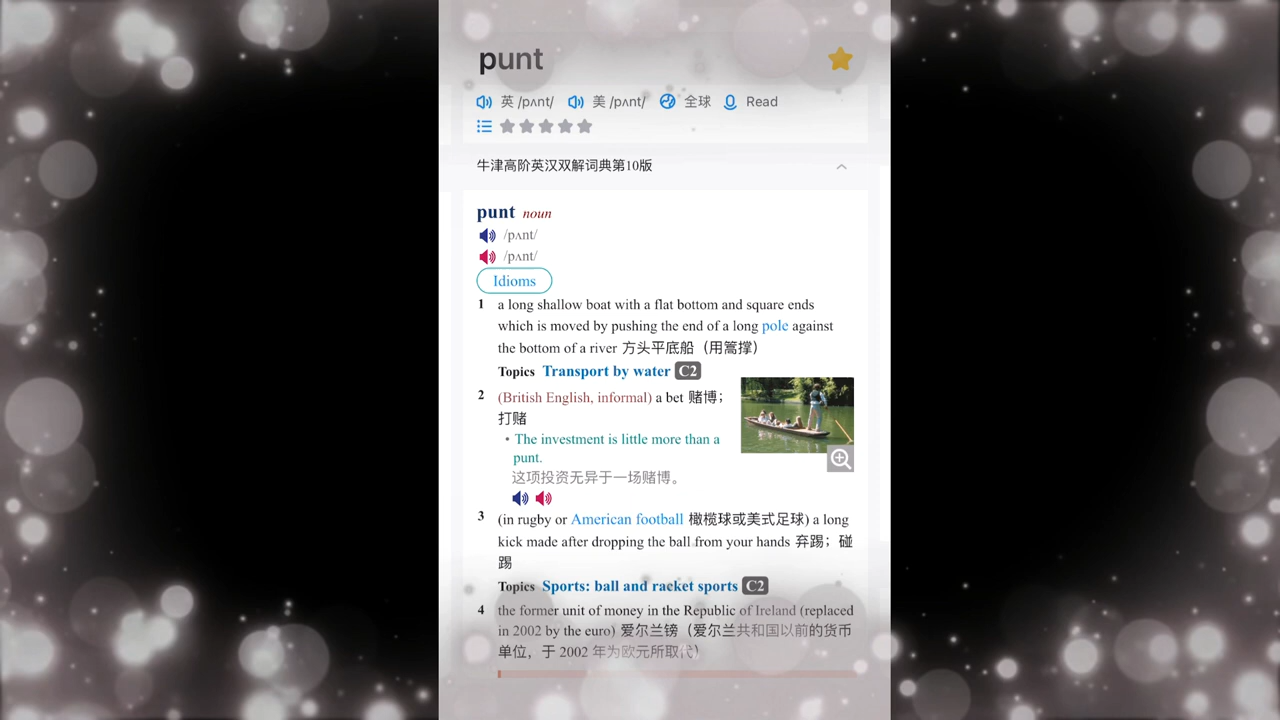 punt
英 /pʌnt/ 美 /pʌnt/ 全球 Read
牛津高阶英汉双解词典第10版
punt noun
/pʌnt/
/pʌnt/
Idioms
1 a long shallow boat with a flat bottom and square ends
which is moved by pushing the end of a long pole against
the bottom of a river 方头平底船（用篙撑）
Topics Transport by water C2
2 (British English, informal) a bet 赌博；
打赌
• The investment is little more than a
punt.
这项投资无异于一场赌博。
3 (in rugby or American football 橄榄球或美式足球) a long
kick made after dropping the ball from your hands 弃踢；碰
踢
Topics Sports: ball and racket sports C2
4 the former unit of money in the Republic of Ireland (replaced
in 2002 by the euro) 爱尔兰镑（爱尔兰共和国以前的货币
单位，于 2002 年为欧元所取代）